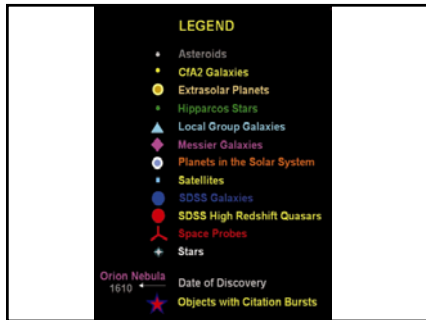 LEGEND
Asteroids
CfA2 Galaxies
Extrasolar Planets
Hipparcos Stars
Local Group Galaxies
Messier Galaxies
Planets in the Solar System
Satellites
SDSS Galaxies
SDSS High Redshift Quasars
Space Probes
Stars
Orion Nebula
1610
Date of Discovery
Objects with Citation Bursts